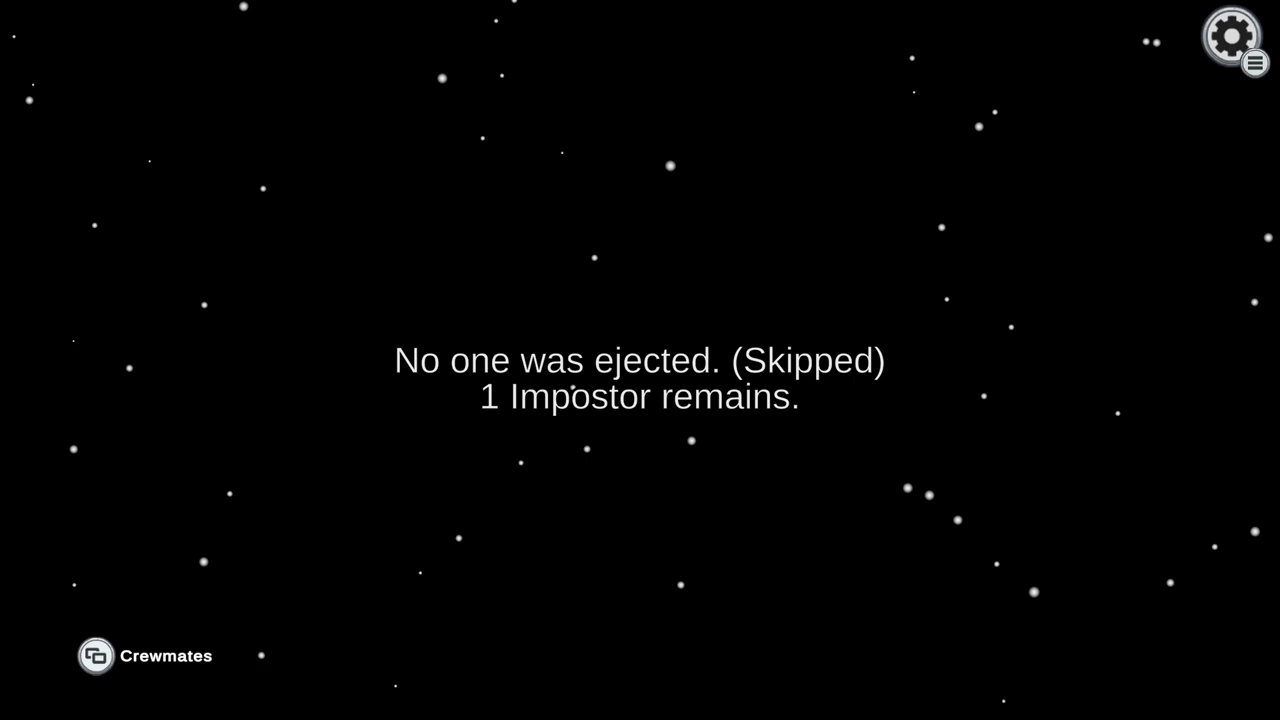 No one was ejected. (Skipped)
1 Impostor remains.
Crewmates